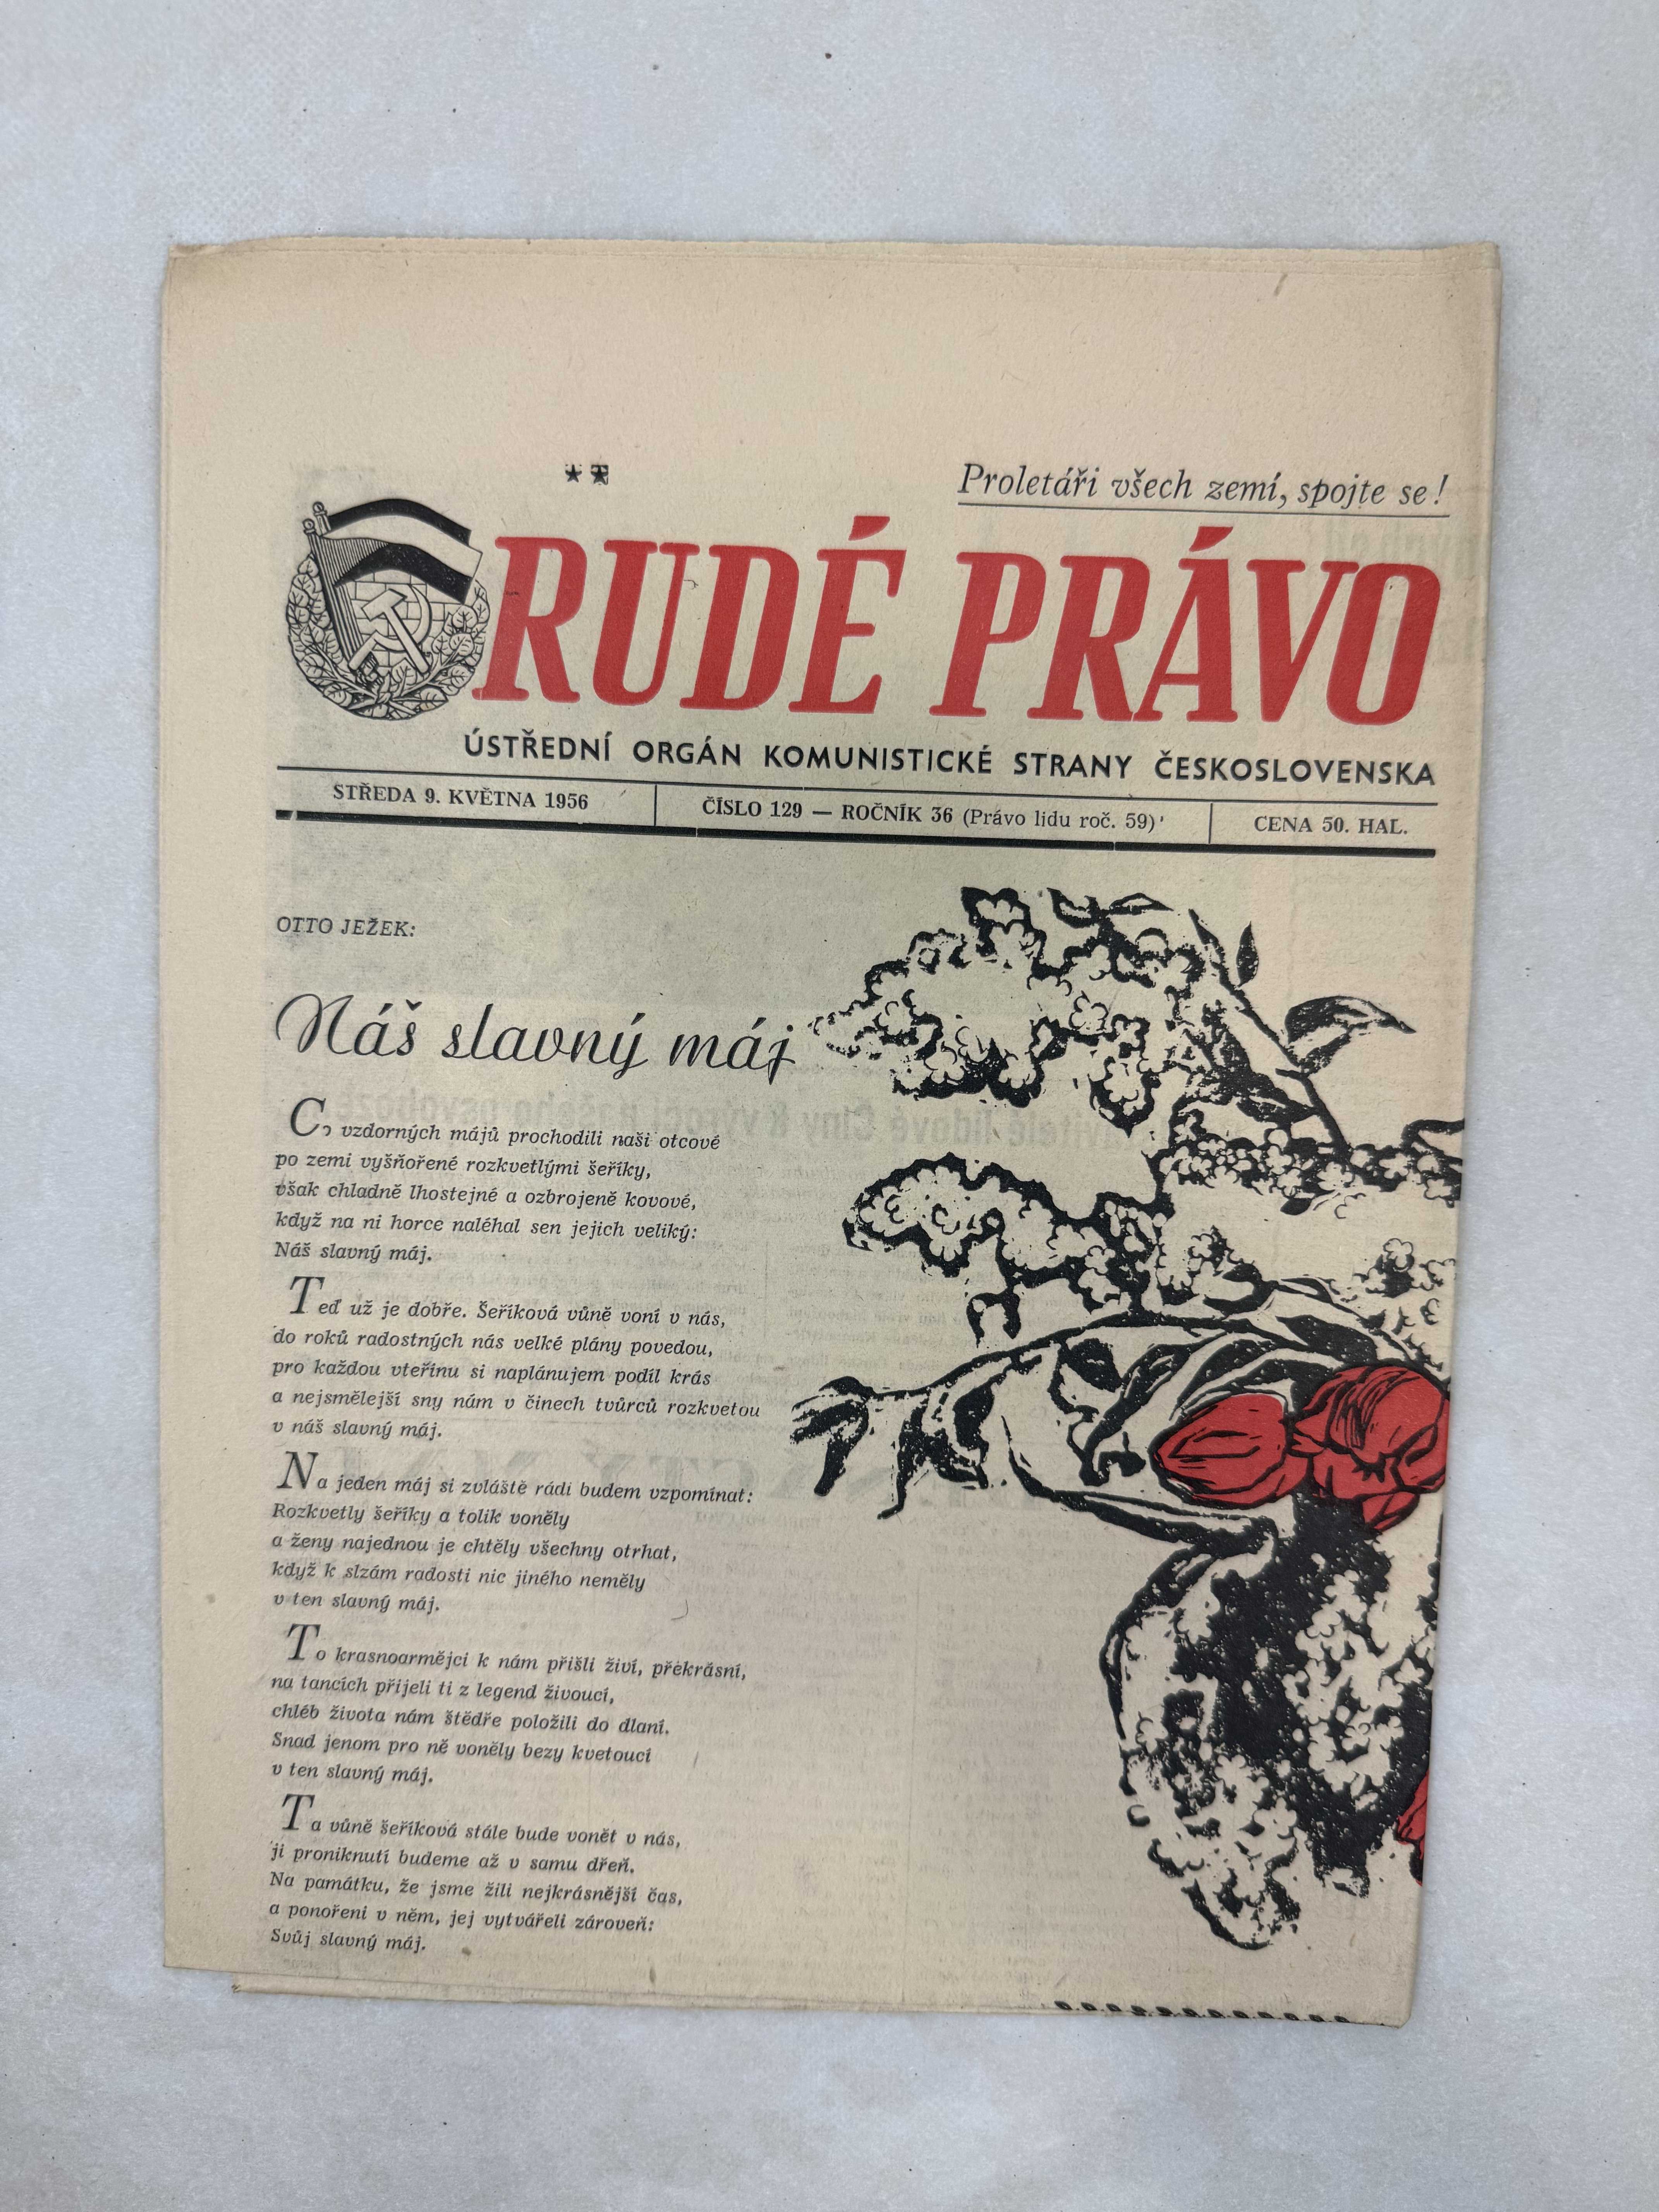 ★ ★
Proletáři všech zemí, spojte se!
RUDÉ PRÁVO
ÚSTŘEDNÍ ORGÁN KOMUNISTICKÉ STRANY ČESKOSLOVENSKA
STŘEDA 9. KVĚTNA 1956
ČÍSLO 129 — ROČNÍK 36 (Právo lidu roč. 59)
CENA 50. HAL.
OTTO JEŽEK:
Náš slavný máj
Co vzdorných májů prochodili naši otcové
po zemi vyšňořené rozkvetlými šeříky,
však chladně lhostejné a ozbrojeně kovové,
když na ni horce naléhal sen jejich veliký:
Náš slavný máj.
Teď už je dobře. Šeříková vůně voní v nás,
do roků radostných nás velké plány povedou,
pro každou vteřinu si naplánujem podíl krás
a nejsmělejší sny nám v činech tvůrců rozkvetou
v náš slavný máj.
Na jeden máj si zvláště rádi budem vzpomínat:
Rozkvetly šeříky a tolik voněly
a ženy najednou je chtěly všechny otrhat,
když k slzám radosti nic jiného neměly
v ten slavný máj.
To krasnoarmějci k nám přišli živí, překrásní,
na tancích přijeli ti z legend živoucí,
chléb života nám štědře položili do dlaní.
Snad jenom pro ně voněly bezy kvetoucí
v ten slavný máj.
Ta vůně šeříková stále bude vonět v nás,
jí proniknuti budeme až v samu dřeň.
Na památku, že jsme žili nejkrásnější čas,
a ponořeni v něm, jej vytvářeli zároveň:
Svůj slavný máj.